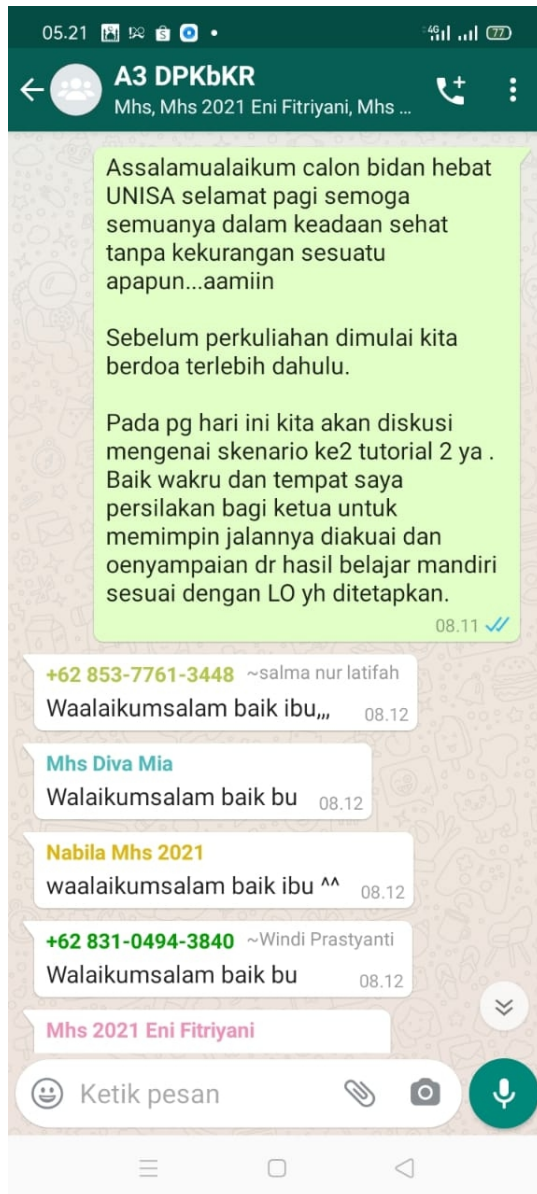 05.21
4G
77
A3 DPKbKR
Mhs, Mhs 2021 Eni Fitriyani, Mhs ...
Assalamualaikum calon bidan hebat
UNISA selamat pagi semoga
semuanya dalam keadaan sehat
tanpa kekurangan sesuatu
apapun...aamiin
Sebelum perkuliahan dimulai kita
berdoa terlebih dahulu.
Pada pg hari ini kita akan diskusi
mengenai skenario ke2 tutorial 2 ya .
Baik wakru dan tempat saya
persilakan bagi ketua untuk
memimpin jalannya diakuai dan
oenyampaian dr hasil belajar mandiri
sesuai dengan LO yh ditetapkan.
08.11
+62 853-7761-3448 ~salma nur latifah
Waalaikumsalam baik ibu,,, 08.12
Mhs Diva Mia
Walaikumsalam baik bu 08.12
Nabila Mhs 2021
waalaikumsalam baik ibu ^^ 08.12
+62 831-0494-3840 ~Windi Prastyanti
Walaikumsalam baik bu 08.12
Mhs 2021 Eni Fitriyani
Ketik pesan